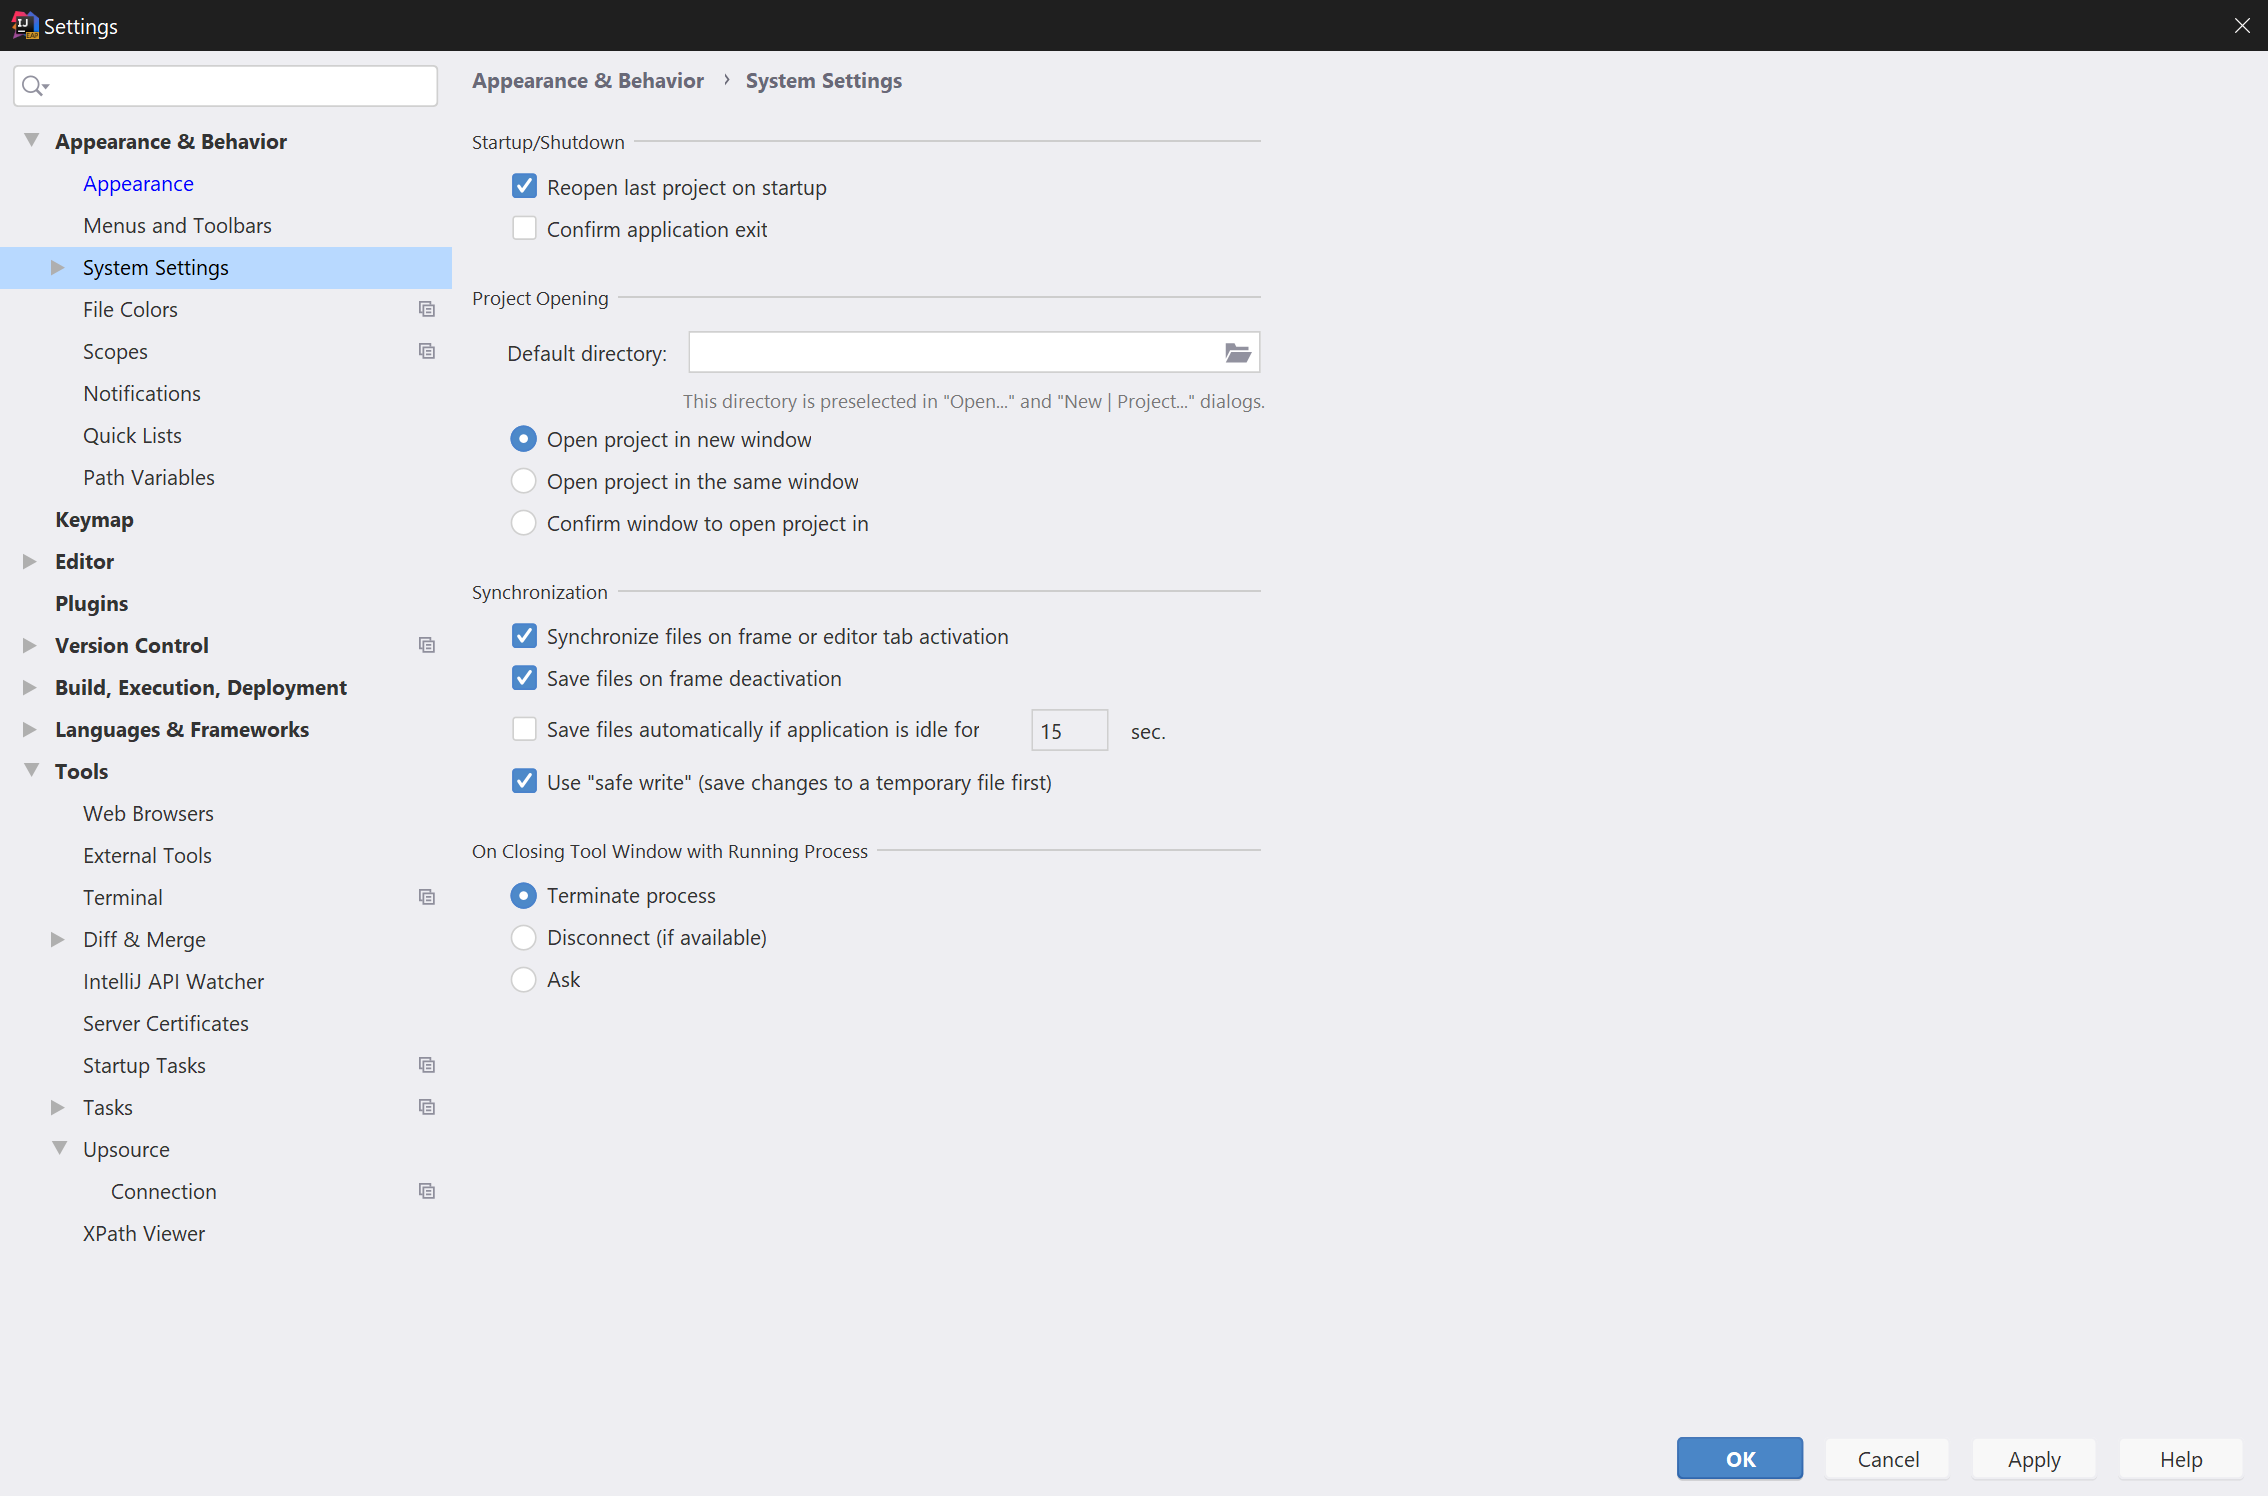 Settings
Appearance & Behavior
Appearance
Menus and Toolbars
System Settings
File Colors
Scopes
Notifications
Quick Lists
Path Variables
Keymap
Editor
Plugins
Version Control
Build, Execution, Deployment
Languages & Frameworks
Tools
Web Browsers
External Tools
Terminal
Diff & Merge
IntelliJ API Watcher
Server Certificates
Startup Tasks
Tasks
Upsource
Connection
XPath Viewer
Appearance & Behavior › System Settings
Startup/Shutdown
Reopen last project on startup
Confirm application exit
Project Opening
Default directory:
This directory is preselected in "Open..." and "New | Project..." dialogs.
Open project in new window
Open project in the same window
Confirm window to open project in
Synchronization
Synchronize files on frame or editor tab activation
Save files on frame deactivation
Save files automatically if application is idle for 15 sec.
Use "safe write" (save changes to a temporary file first)
On Closing Tool Window with Running Process
Terminate process
Disconnect (if available)
Ask
OK Cancel Apply Help
IJ
EAP